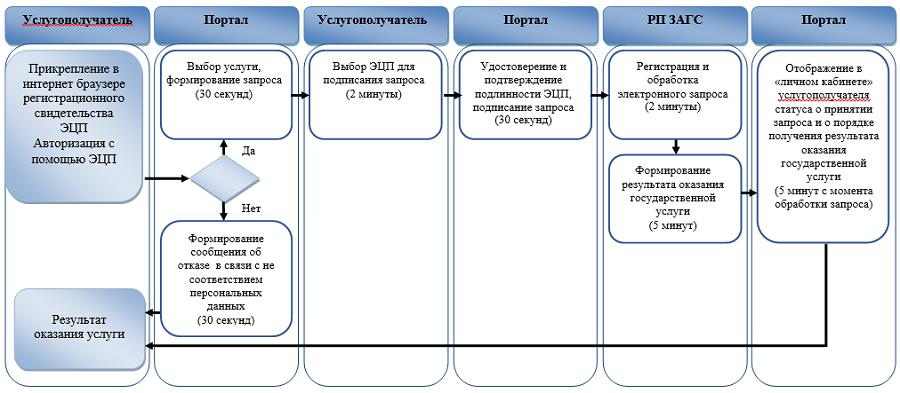 Услугополучатель
Портал
Услугополучатель
Портал
РП ЗАГС
Портал
Прикрепление в
интернет браузере
регистрационного
свидетельства
ЭЦП
Авторизация с
помощью ЭЦП
Выбор услуги,
формирование запроса
(30 секунд)
Да
Нет
Формирование
сообщения об
отказе в связи с не
соответствием
персональных
данных
(30 секунд)
Выбор ЭЦП для
подписания запроса
(2 минуты)
Удостоверение и
подтверждение
подлинности ЭЦП,
подписание запроса
(30 секунд)
Регистрация и
обработка
электронного запроса
(2 минуты)
Формирование
результата оказания
государственной
услуги
(5 минут)
Отображение в
«личном кабинете»
услугополучателя
статуса о принятии
запроса и о порядке
получения результата
оказания
государственной
услуги
(5 минут с момента
обработки запроса)
Результат
оказания услуги